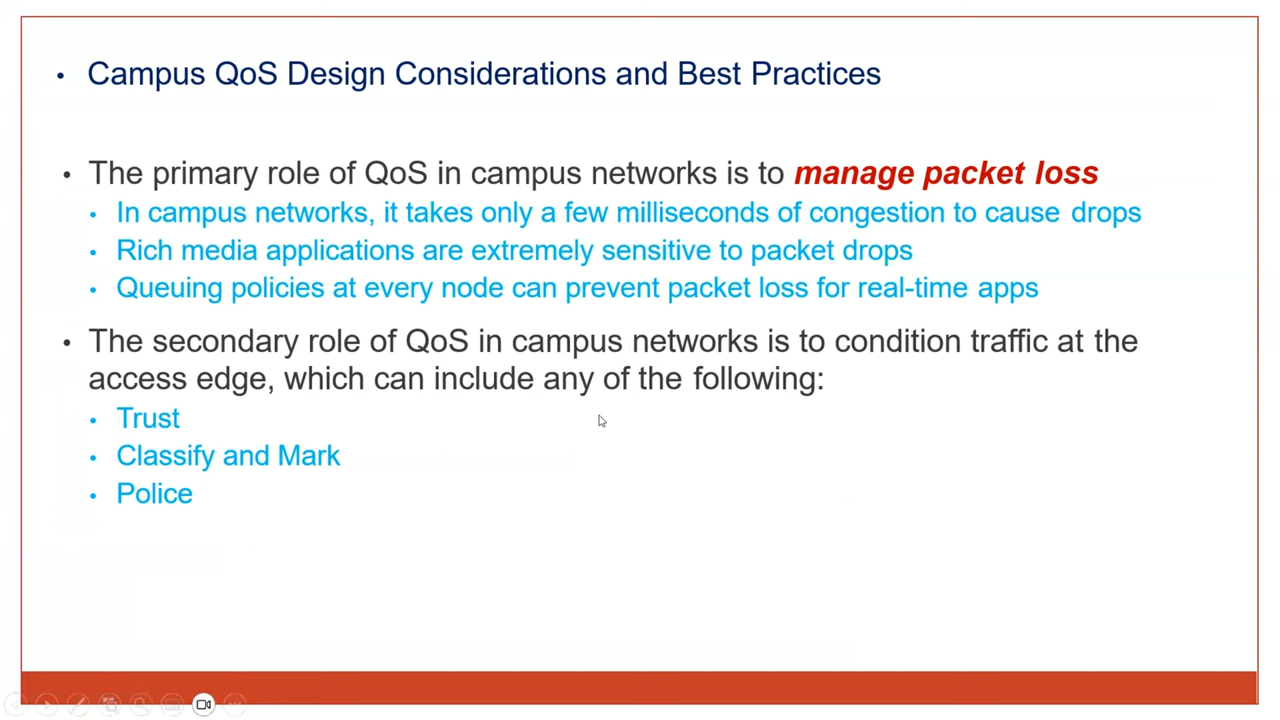 Campus QoS Design Considerations and Best Practices
The primary role of QoS in campus networks is to manage packet loss
In campus networks, it takes only a few milliseconds of congestion to cause drops
Rich media applications are extremely sensitive to packet drops
Queuing policies at every node can prevent packet loss for real-time apps
The secondary role of QoS in campus networks is to condition traffic at the
access edge, which can include any of the following:
Trust
Classify and Mark
Police